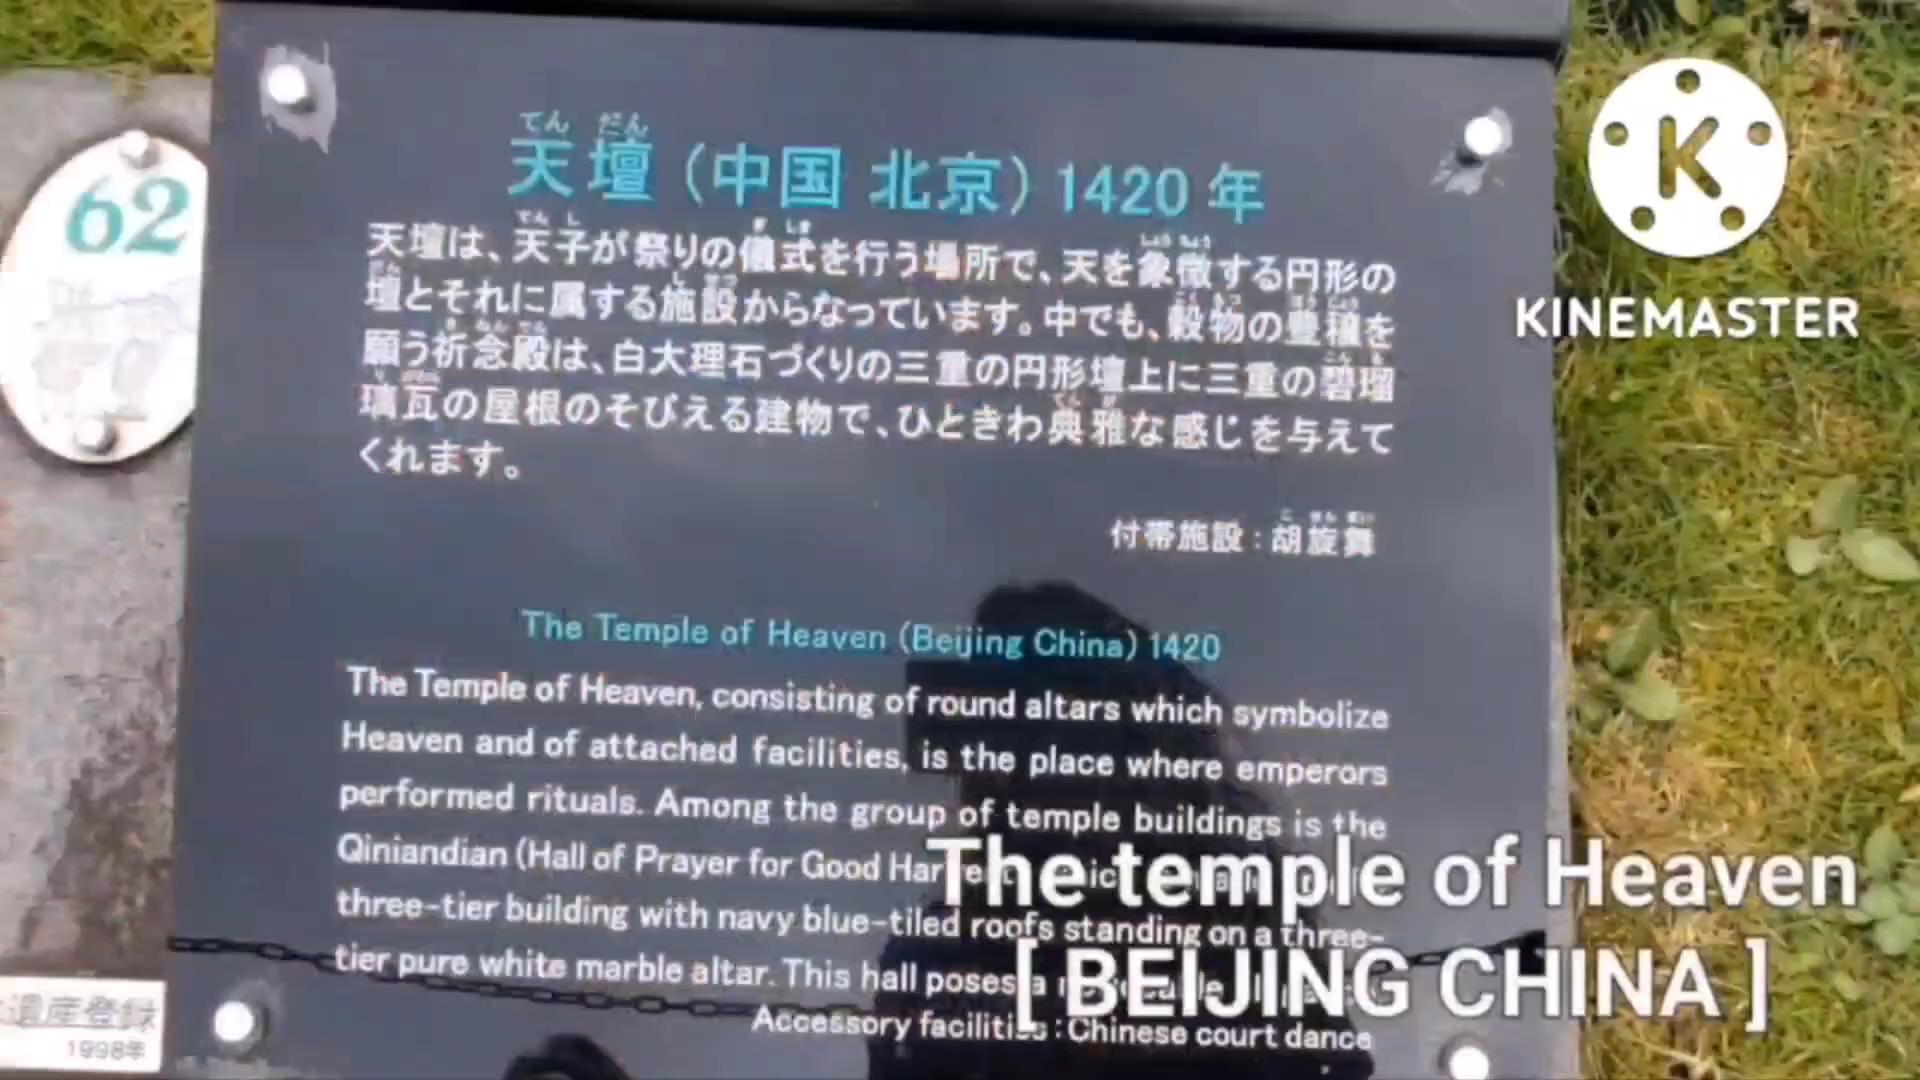 62
天壇（中国 北京）1420年
天壇は、天子が祭りの儀式を行う場所で、天を象徴する円形の
壇とそれに属する施設からなっています。中でも、穀物の豊穣を
願う祈念殿は、白大理石づくりの三重の円形壇上に三重の碧瑠
璃瓦の屋根のそびえる建物で、ひときわ典雅な感じを与えて
くれます。
付帯施設：胡旋舞
The Temple of Heaven (Beijing China) 1420
The Temple of Heaven, consisting of round altars which symbolize
Heaven and of attached facilities, is the place where emperors
performed rituals. Among the group of temple buildings is the
Qiniandian (Hall of Prayer for Good
three-tier building with navy blue-tiled roofs standing on a three-
tier pure white marble altar. This hall poses a
Accessory facilities : Chinese court dance
遺産登録
1998年
K
KINEMASTER
The temple of Heaven
[ BEIJING CHINA ]